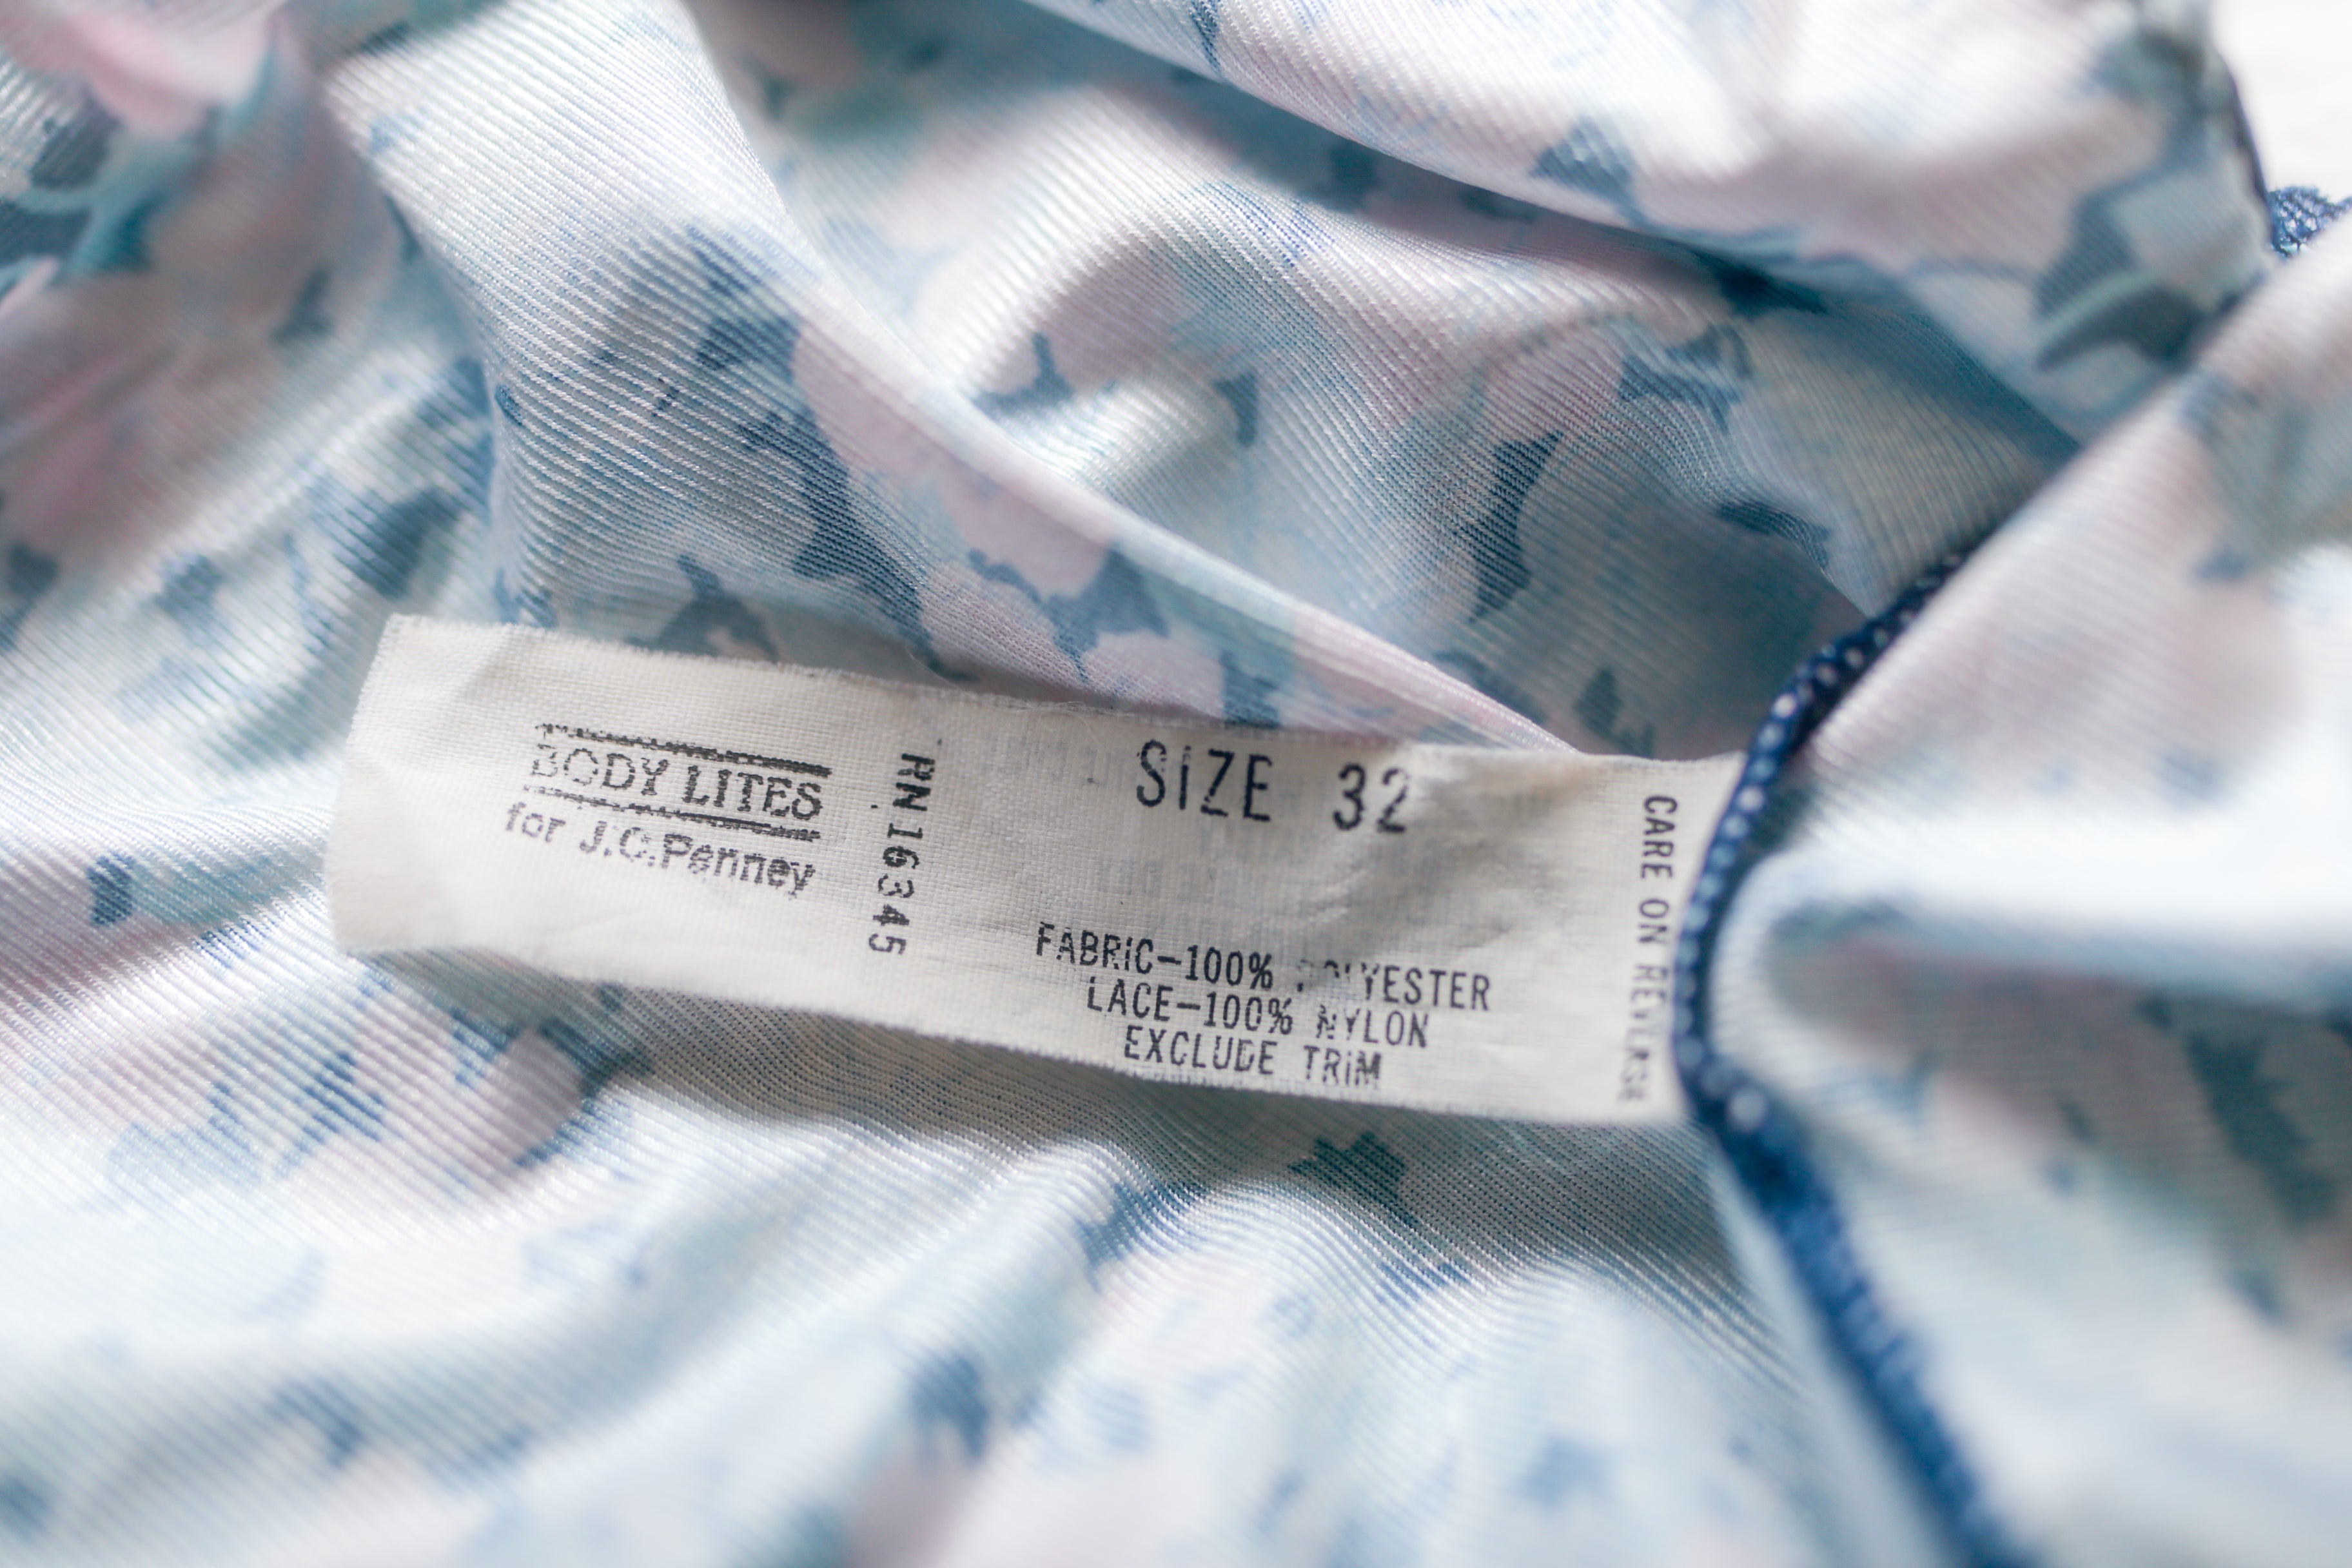 BODY LITES
for J.C.Penney
RN 16345
SIZE 32
FABRIC-100% POLYESTER
LACE-100% NYLON
EXCLUDE TRIM
CARE ON REVERSE